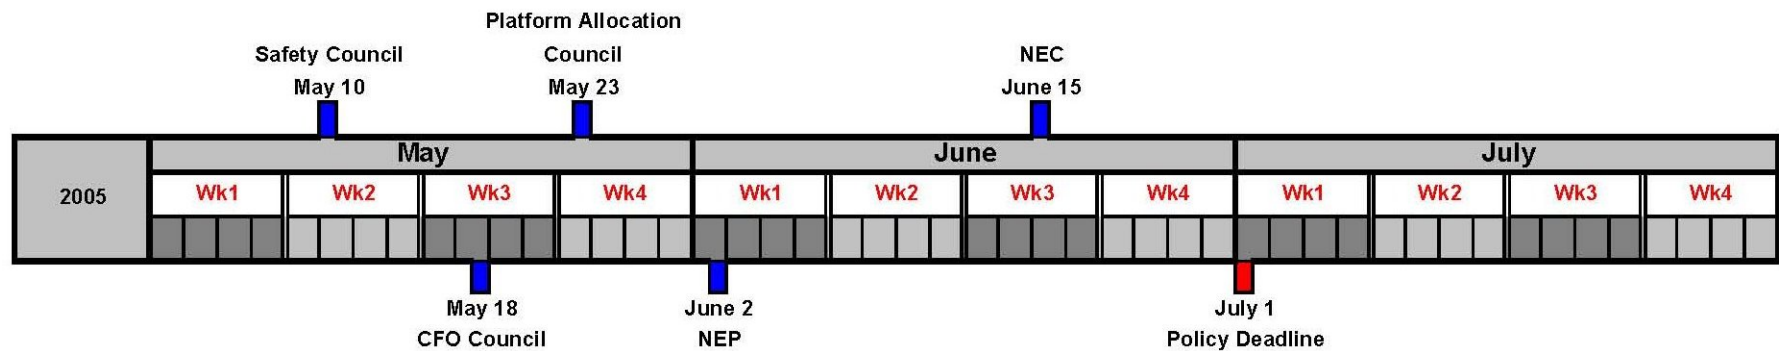 Platform Allocation
Safety Council Council NEC
May 10 May 23 June 15
May June July
2005 Wk1 Wk2 Wk3 Wk4 Wk1 Wk2 Wk3 Wk4 Wk1 Wk2 Wk3 Wk4
May 18 June 2 July 1
CFO Council NEP Policy Deadline